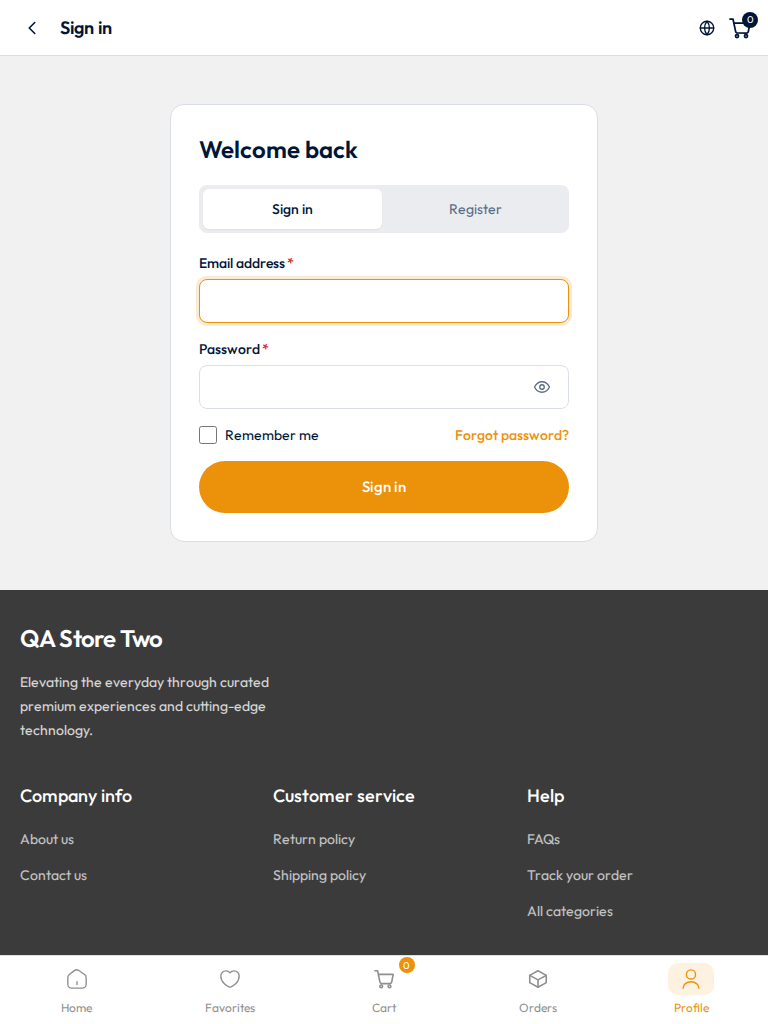 Sign in
0
Welcome back
Sign in
Register
Email address *
Password *
Remember me
Forgot password?
Sign in
QA Store Two
Elevating the everyday through curated
premium experiences and cutting-edge
technology.
Company info
About us
Contact us
Customer service
Return policy
Shipping policy
Help
FAQs
Track your order
All categories
Home
Favorites
0
Cart
Orders
Profile